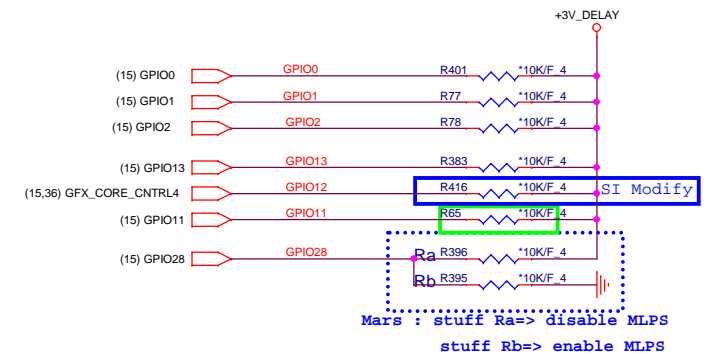 +3V_DELAY
(15) GPIO0 GPIO0 R401 *10K/F_4
(15) GPIO1 GPIO1 R77 *10K/F_4
(15) GPIO2 GPIO2 R78 *10K/F_4
(15) GPIO13 GPIO13 R383 *10K/F_4
(15,36) GFX_CORE_CNTRL4 GPIO12 R416 *10K/F_4 SI Modify
(15) GPIO11 GPIO11 R65 *10K/F_4
(15) GPIO28 GPIO28 Ra R396 *10K/F_4
Rb R395 *10K/F_4
Mars : stuff Ra=> disable MLPS
stuff Rb=> enable MLPS